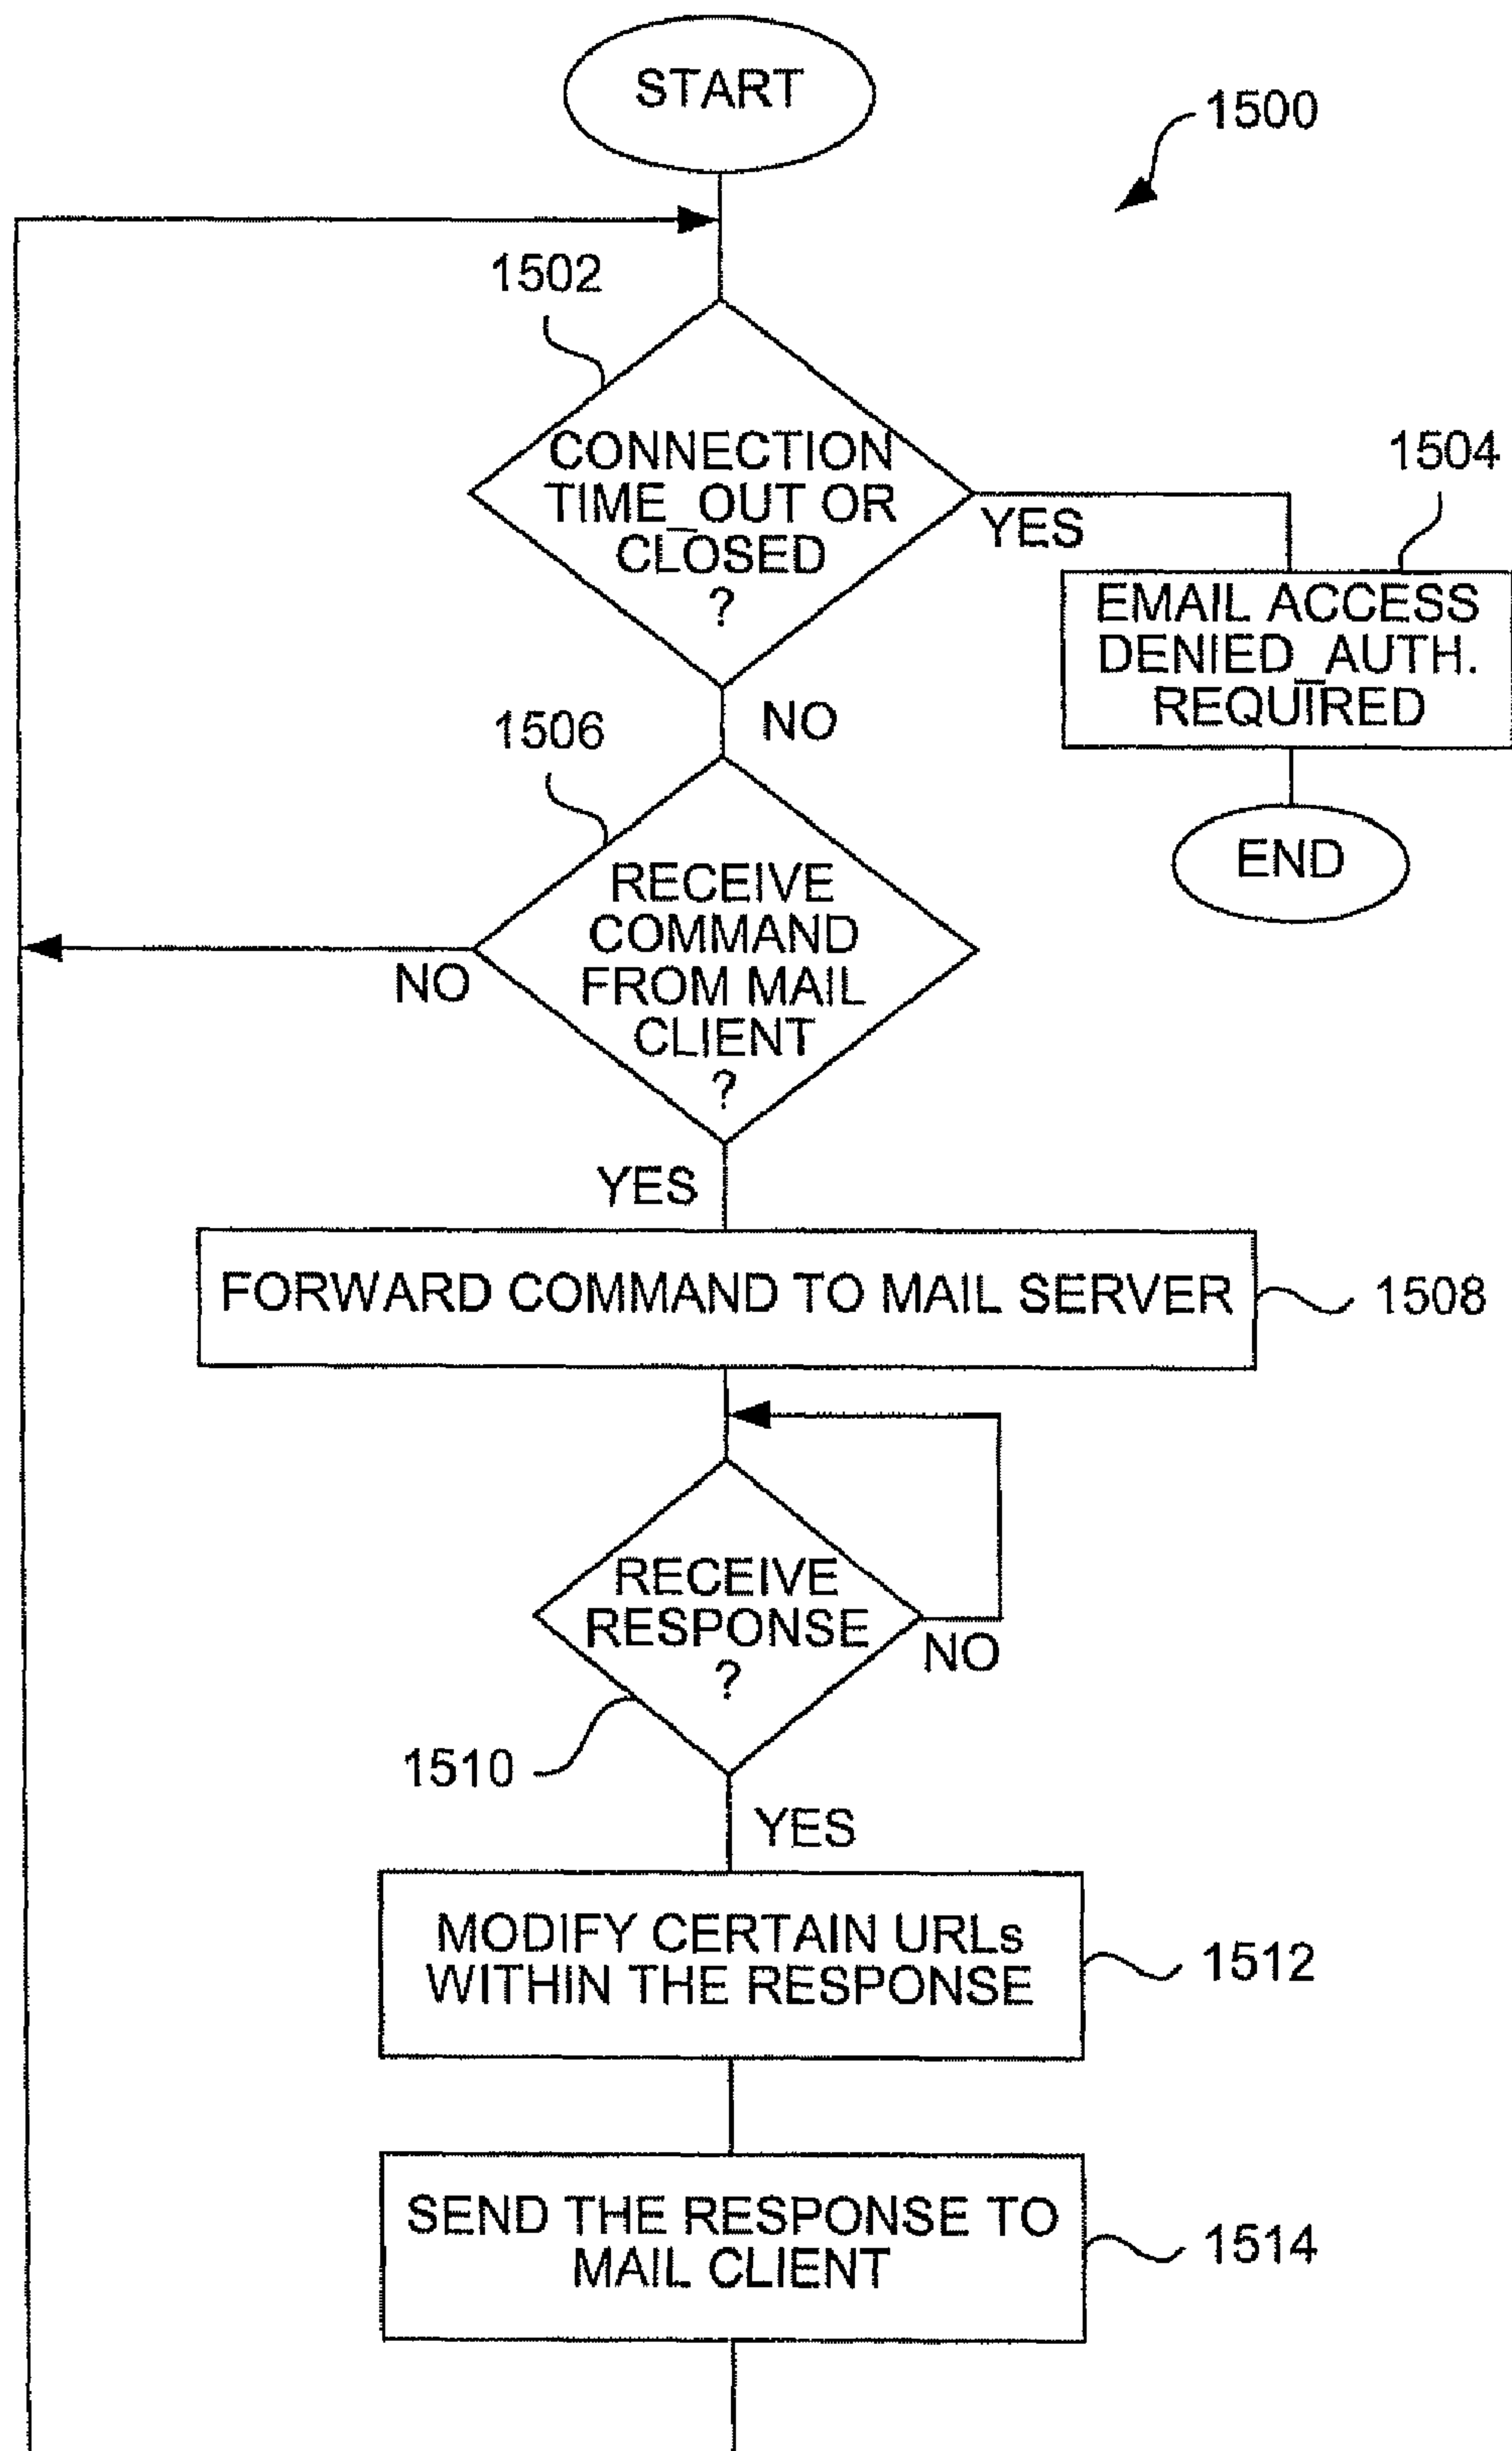 START
1500
1502
CONNECTION
TIME_OUT OR
CLOSED
?
YES
1504
EMAIL ACCESS
DENIED_AUTH.
REQUIRED
END
NO
1506
RECEIVE
COMMAND
FROM MAIL
CLIENT
?
NO
YES
FORWARD COMMAND TO MAIL SERVER
1508
RECEIVE
RESPONSE
?
NO
1510
YES
MODIFY CERTAIN URLs
WITHIN THE RESPONSE
1512
SEND THE RESPONSE TO
MAIL CLIENT
1514